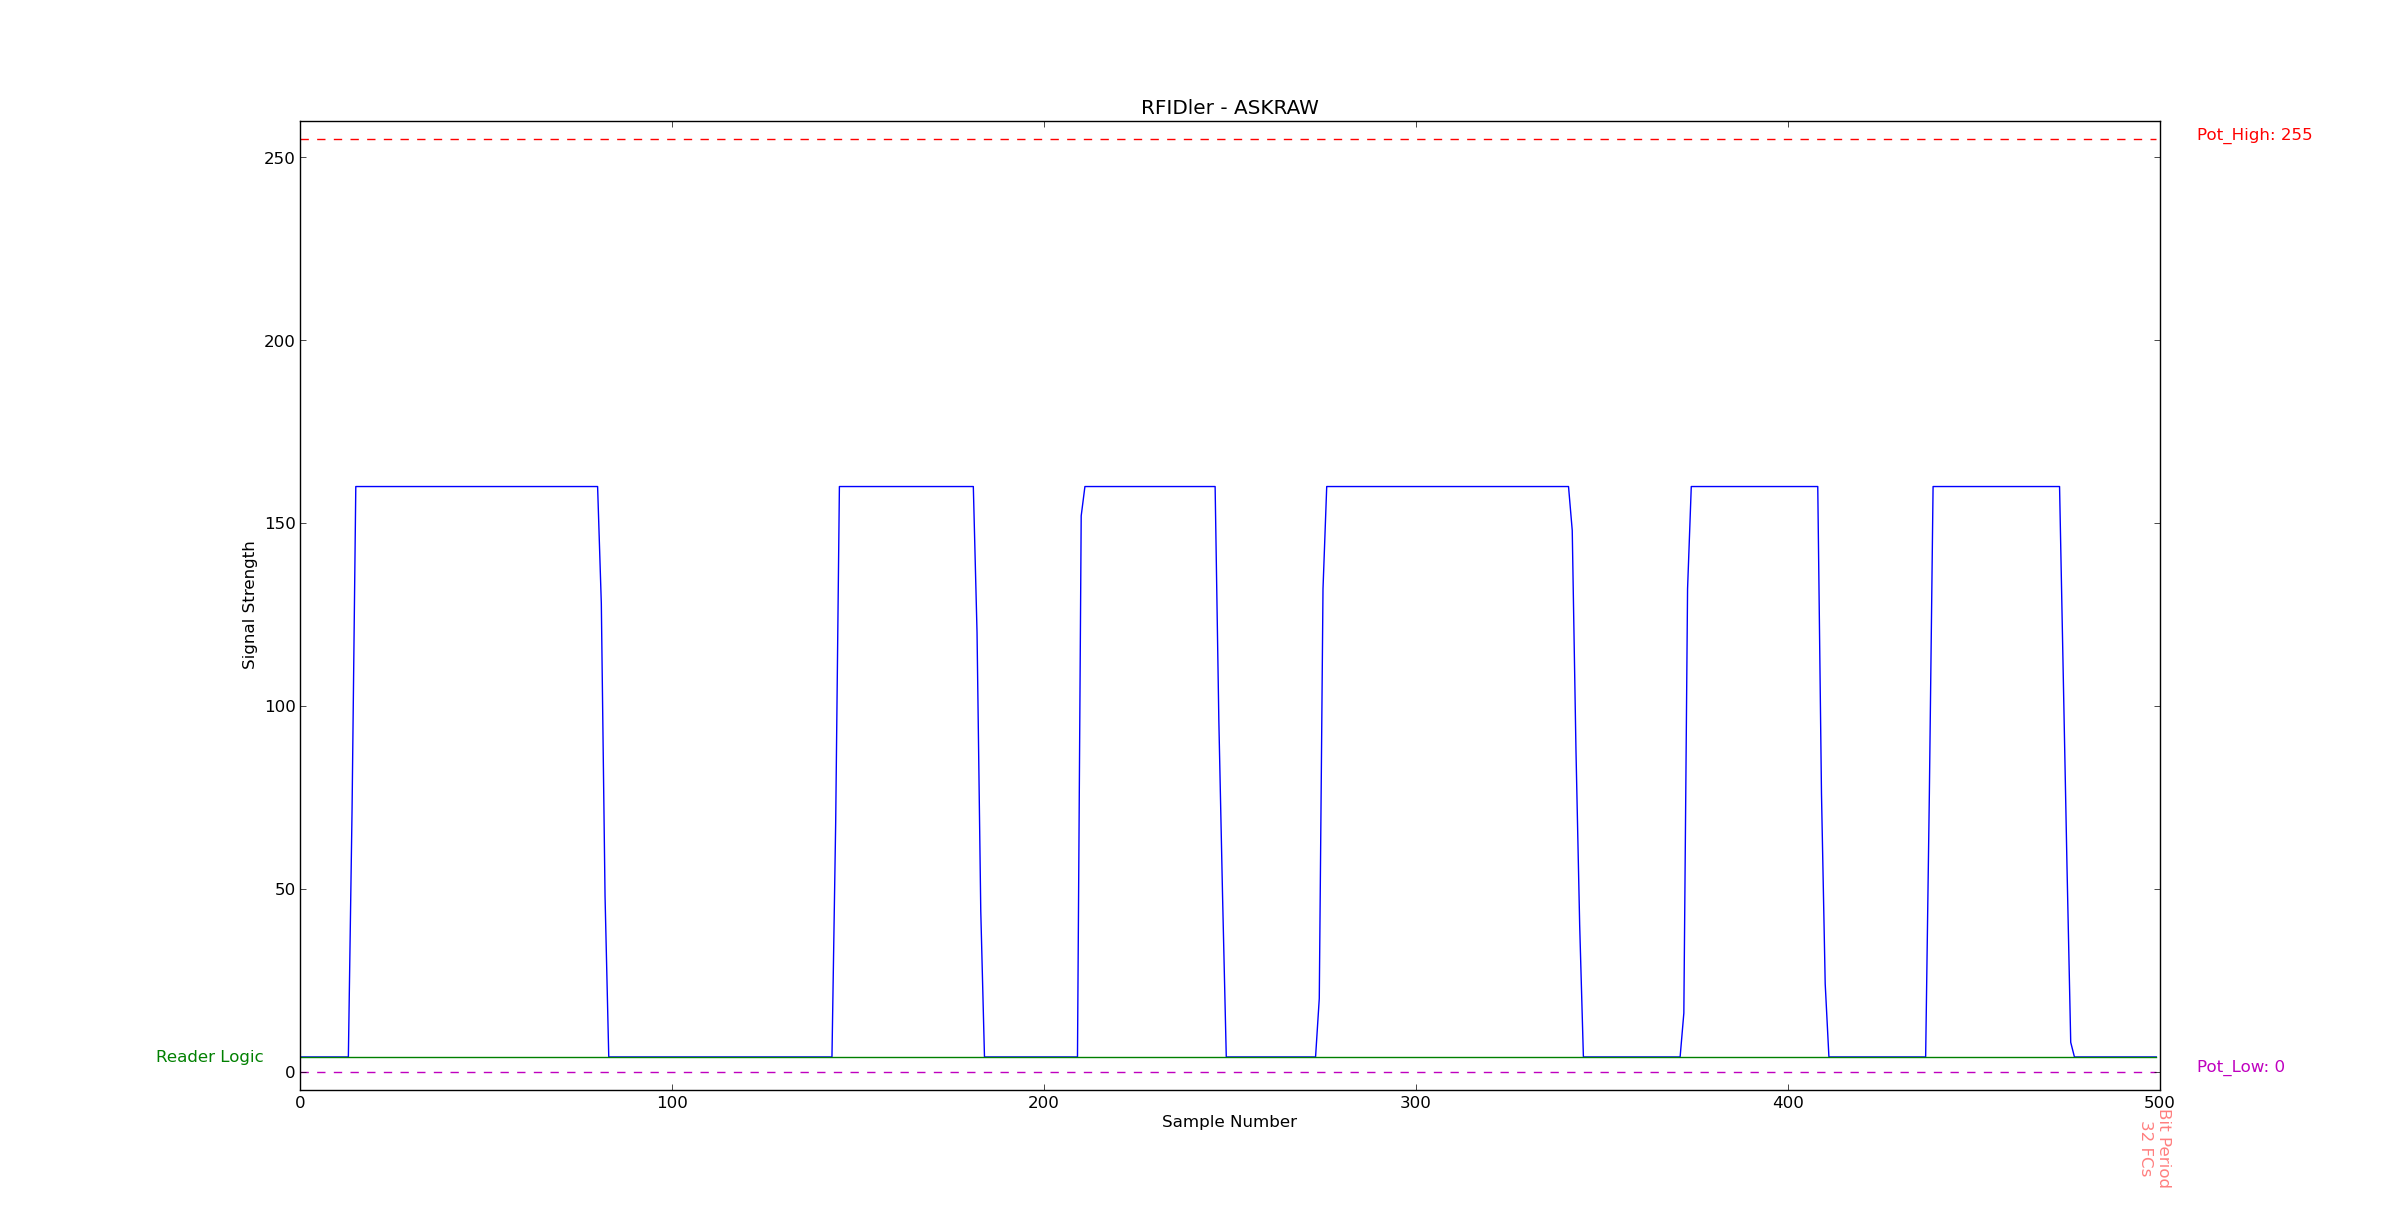 RFIDler - ASKRAW
Pot_High: 255
250
200
150
100
50
0
Signal Strength
Reader Logic
Pot_Low: 0
0
100
200
300
400
500
Sample Number
Bit Period
32 FCs